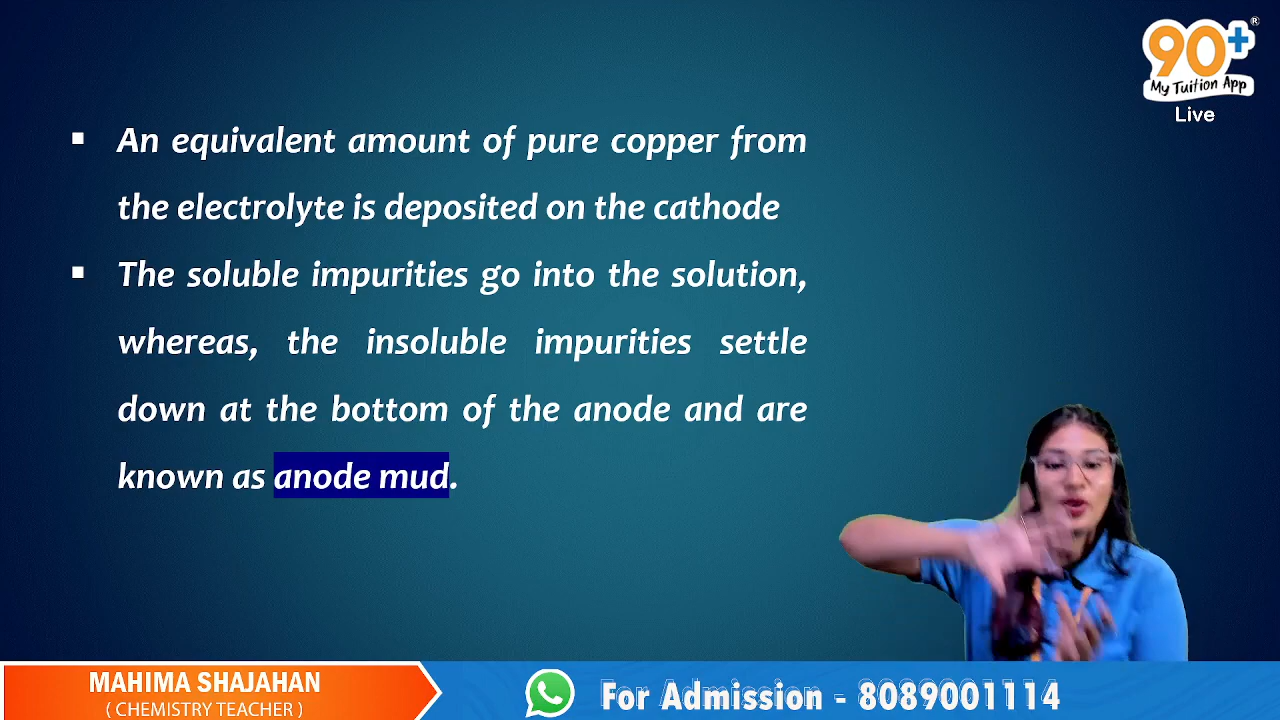 90+
My Tuition App
Live
▪ An equivalent amount of pure copper from
the electrolyte is deposited on the cathode
▪ The soluble impurities go into the solution,
whereas, the insoluble impurities settle
down at the bottom of the anode and are
known as anode mud.
MAHIMA SHAJAHAN
( CHEMISTRY TEACHER )
For Admission - 8089001114